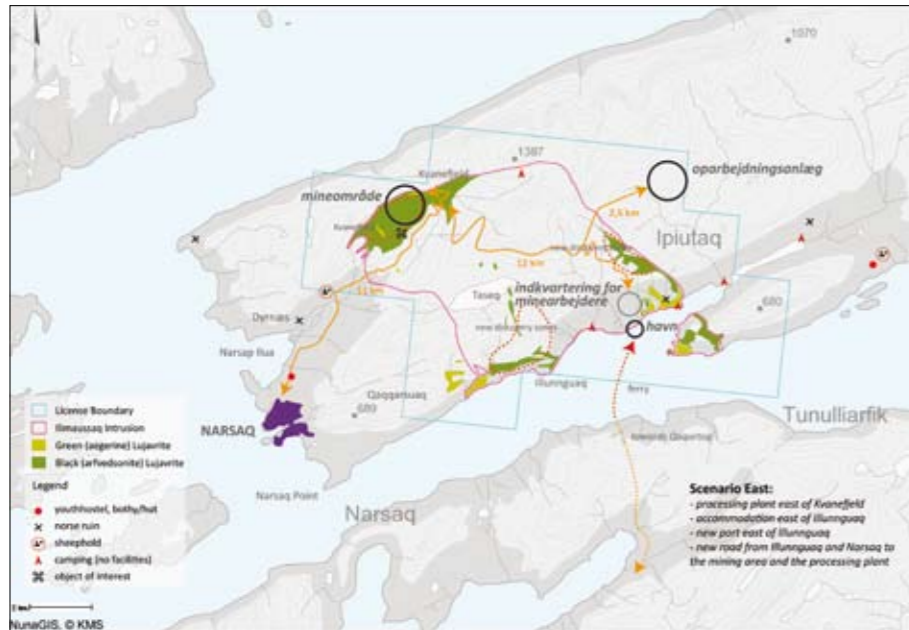 1070
1387
Kvanefjeld
mineområde
oparbejdningsanlæg
2,5 km
Ipiutaq
12 km
11 km
indkvartering for
minearbejdere
Taseq
havn
680
Dyrnæs
Narsap Ilua
Illunnguaq
ferry
Qaqqarsuaq
680
NARSAQ
Tunulliarfik
Narsaq Point
Narsaq
License Boundary
Ilimaussaq Intrusion
Green (aegerine) Lujavrite
Black (arfvedsonite) Lujavrite
Legend
youthhostel, bothy/hut
norse ruin
sheephold
camping (no facilities)
object of interest
Scenario East:
- processing plant east of Kvanefjeld
- accommodation east of Illunnguaq
- new port east of Illunnguaq
- new road from Illunnguaq and Narsaq to
the mining area and the processing plant
NunaGIS, © KMS